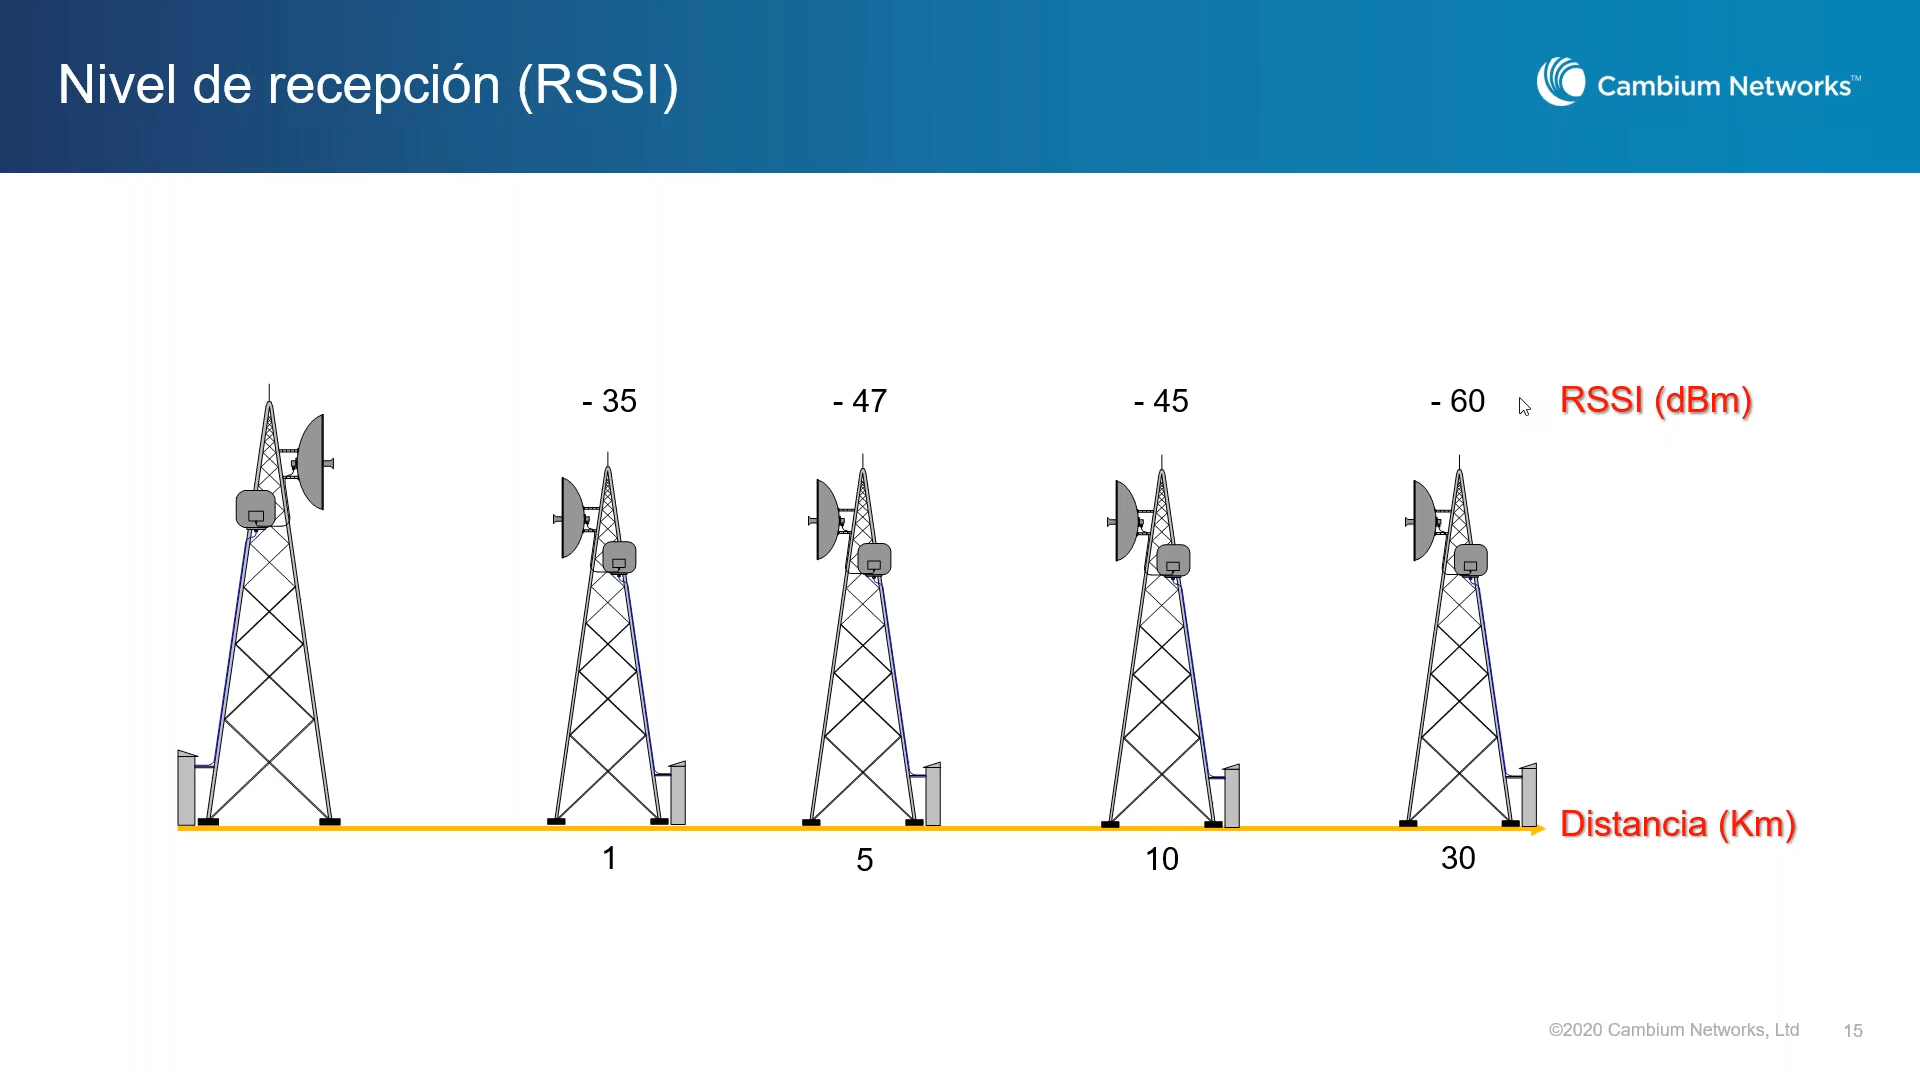 Nivel de recepción (RSSI)
Cambium Networks™
- 35 - 47 - 45 - 60 RSSI (dBm)
Distancia (Km)
1 5 10 30
©2020 Cambium Networks, Ltd 15